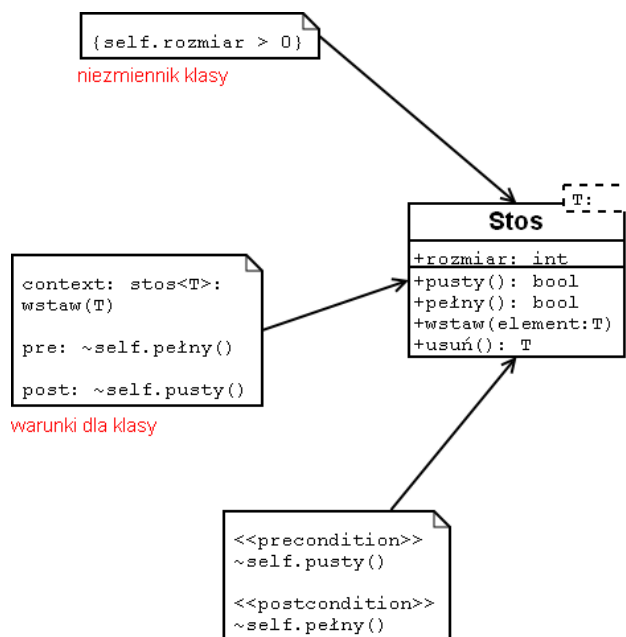 {self.rozmiar > 0}
niezmiennik klasy
T:
Stos
+rozmiar: int
+pusty(): bool
+pełny(): bool
+wstaw(element:T)
+usuń(): T
context: stos<T>:
wstaw(T)
pre: ~self.pełny()
post: ~self.pusty()
warunki dla klasy
<<precondition>>
~self.pusty()
<<postcondition>>
~self.pełny()